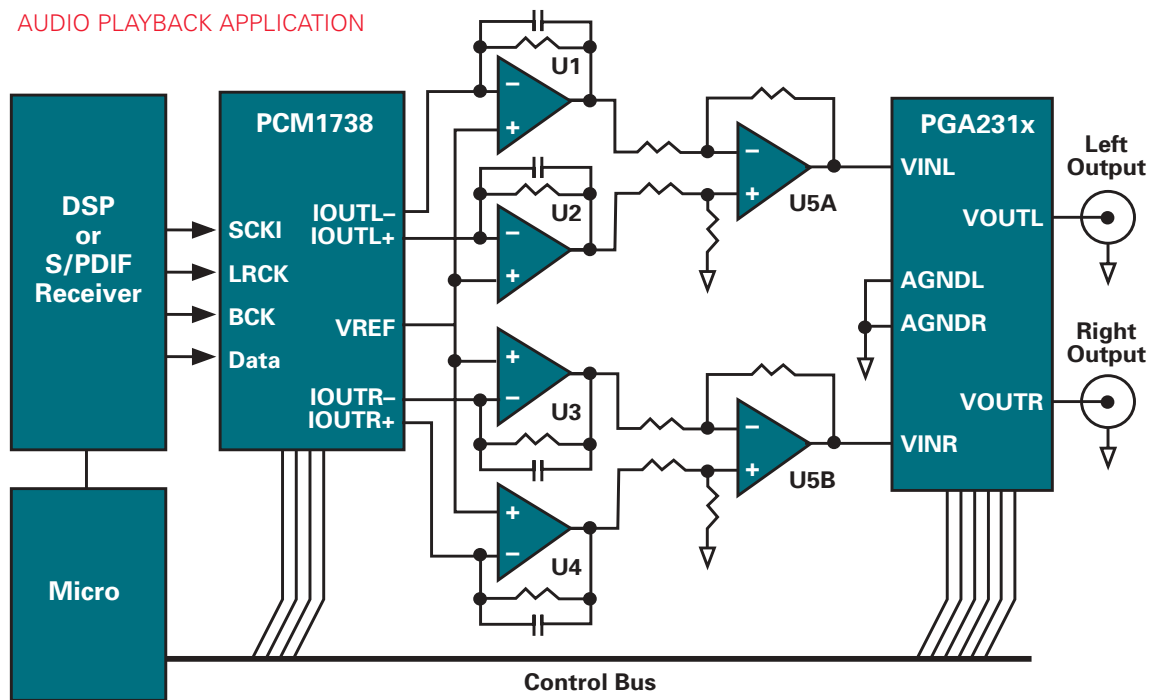 AUDIO PLAYBACK APPLICATION
DSP
or
S/PDIF
Receiver
Micro
PCM1738
SCKI
LRCK
BCK
Data
IOUTL–
IOUTL+
VREF
IOUTR–
IOUTR+
–
+
U1
–
+
U2
+
–
U3
+
–
U4
–
+
U5A
–
+
U5B
PGA231x
VINL
VOUTL
AGNDL
AGNDR
VOUTR
VINR
Left
Output
Right
Output
Control Bus